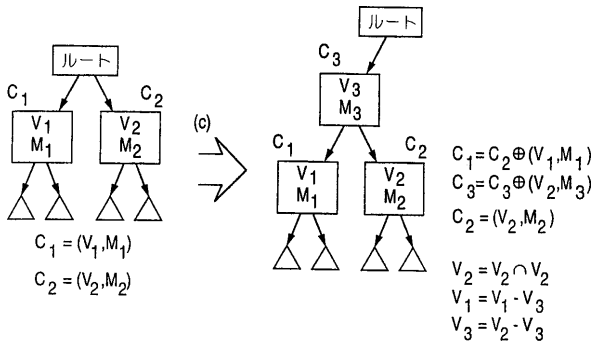 ルート
C1 C2
V1 V2
M1 M2
C1=(V1,M1)
C2=(V2,M2)
(c)
ルート
C3
V3
M3
C1 C2
V1 V2
M1 M2
C1=C2⊕(V1,M1)
C3=C3⊕(V2,M3)
C2=(V2,M2)
V2=V2∩V2
V1=V1-V3
V3=V2-V3